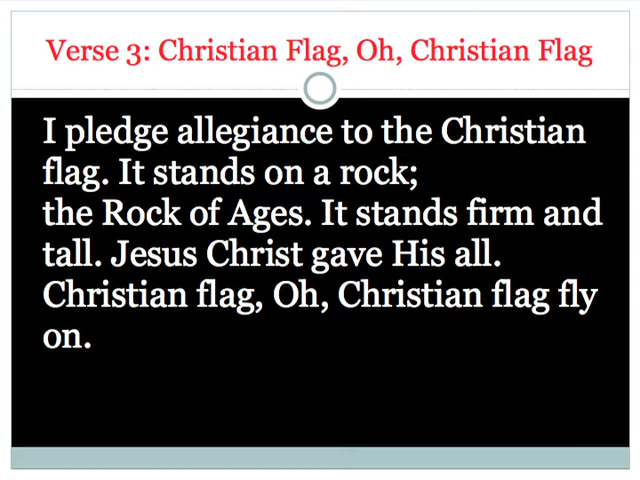 Verse 3: Christian Flag, Oh, Christian Flag
I pledge allegiance to the Christian
flag. It stands on a rock;
the Rock of Ages. It stands firm and
tall. Jesus Christ gave His all.
Christian flag, Oh, Christian flag fly
on.